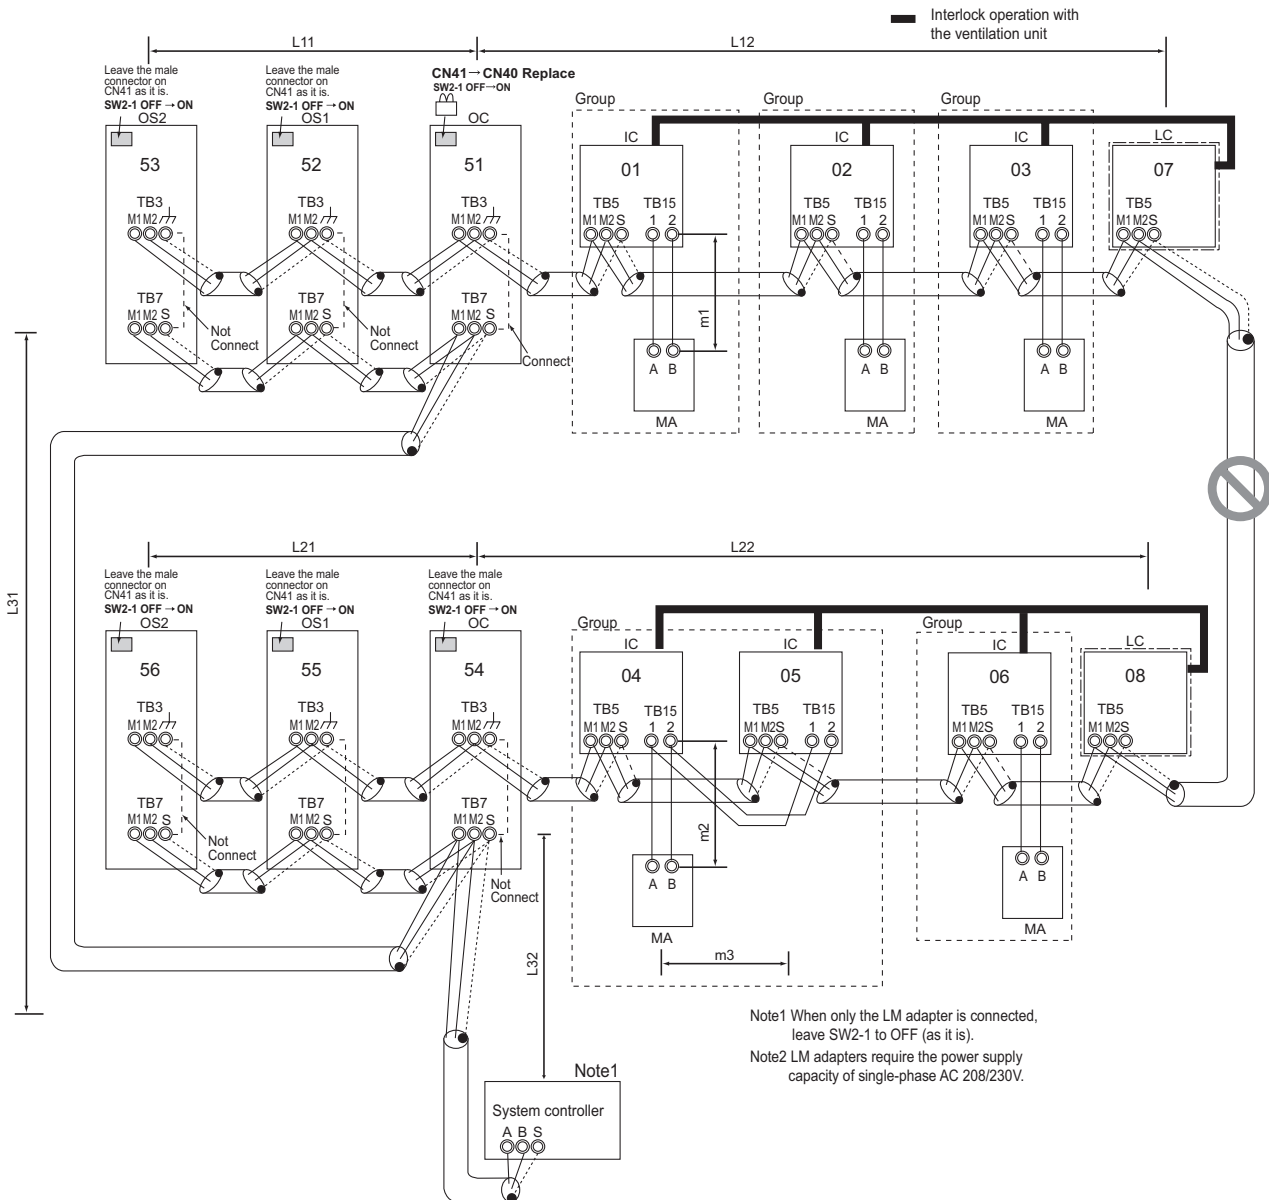 Interlock operation with
the ventilation unit
L11
L12
Leave the male
connector on
CN41 as it is.
SW2-1 OFF → ON
OS2
Leave the male
connector on
CN41 as it is.
SW2-1 OFF → ON
OS1
CN41→CN40 Replace
SW2-1 OFF→ON
OC
Group
Group
Group
IC
IC
IC
LC
53
52
51
01
02
03
07
TB3
TB3
TB3
TB5
TB15
TB5
TB15
TB5
TB15
TB5
M1 M2
M1 M2
M1 M2
M1 M2 S
1 2
M1 M2 S
1 2
M1 M2 S
1 2
M1 M2 S
TB7
TB7
TB7
M1 M2 S
M1 M2 S
M1 M2 S
Not
Connect
Not
Connect
Connect
m1
A B
A B
A B
MA
MA
MA
L31
L21
L22
Leave the male
connector on
CN41 as it is.
SW2-1 OFF → ON
OS2
Leave the male
connector on
CN41 as it is.
SW2-1 OFF → ON
OS1
Leave the male
connector on
CN41 as it is.
SW2-1 OFF → ON
OC
Group
Group
IC
IC
IC
LC
56
55
54
04
05
06
08
TB3
TB3
TB3
TB5
TB15
TB5
TB15
TB5
TB15
TB5
M1 M2
M1 M2
M1 M2
M1 M2 S
1 2
M1 M2S
1 2
M1 M2S
1 2
M1 M2S
TB7
TB7
TB7
M1 M2 S
M1 M2 S
M1 M2 S
Not
Connect
Not
Connect
m2
A B
A B
MA
MA
m3
L32
Note1 When only the LM adapter is connected,
leave SW2-1 to OFF (as it is).
Note2 LM adapters require the power supply
capacity of single-phase AC 208/230V.
Note1
System controller
A B S